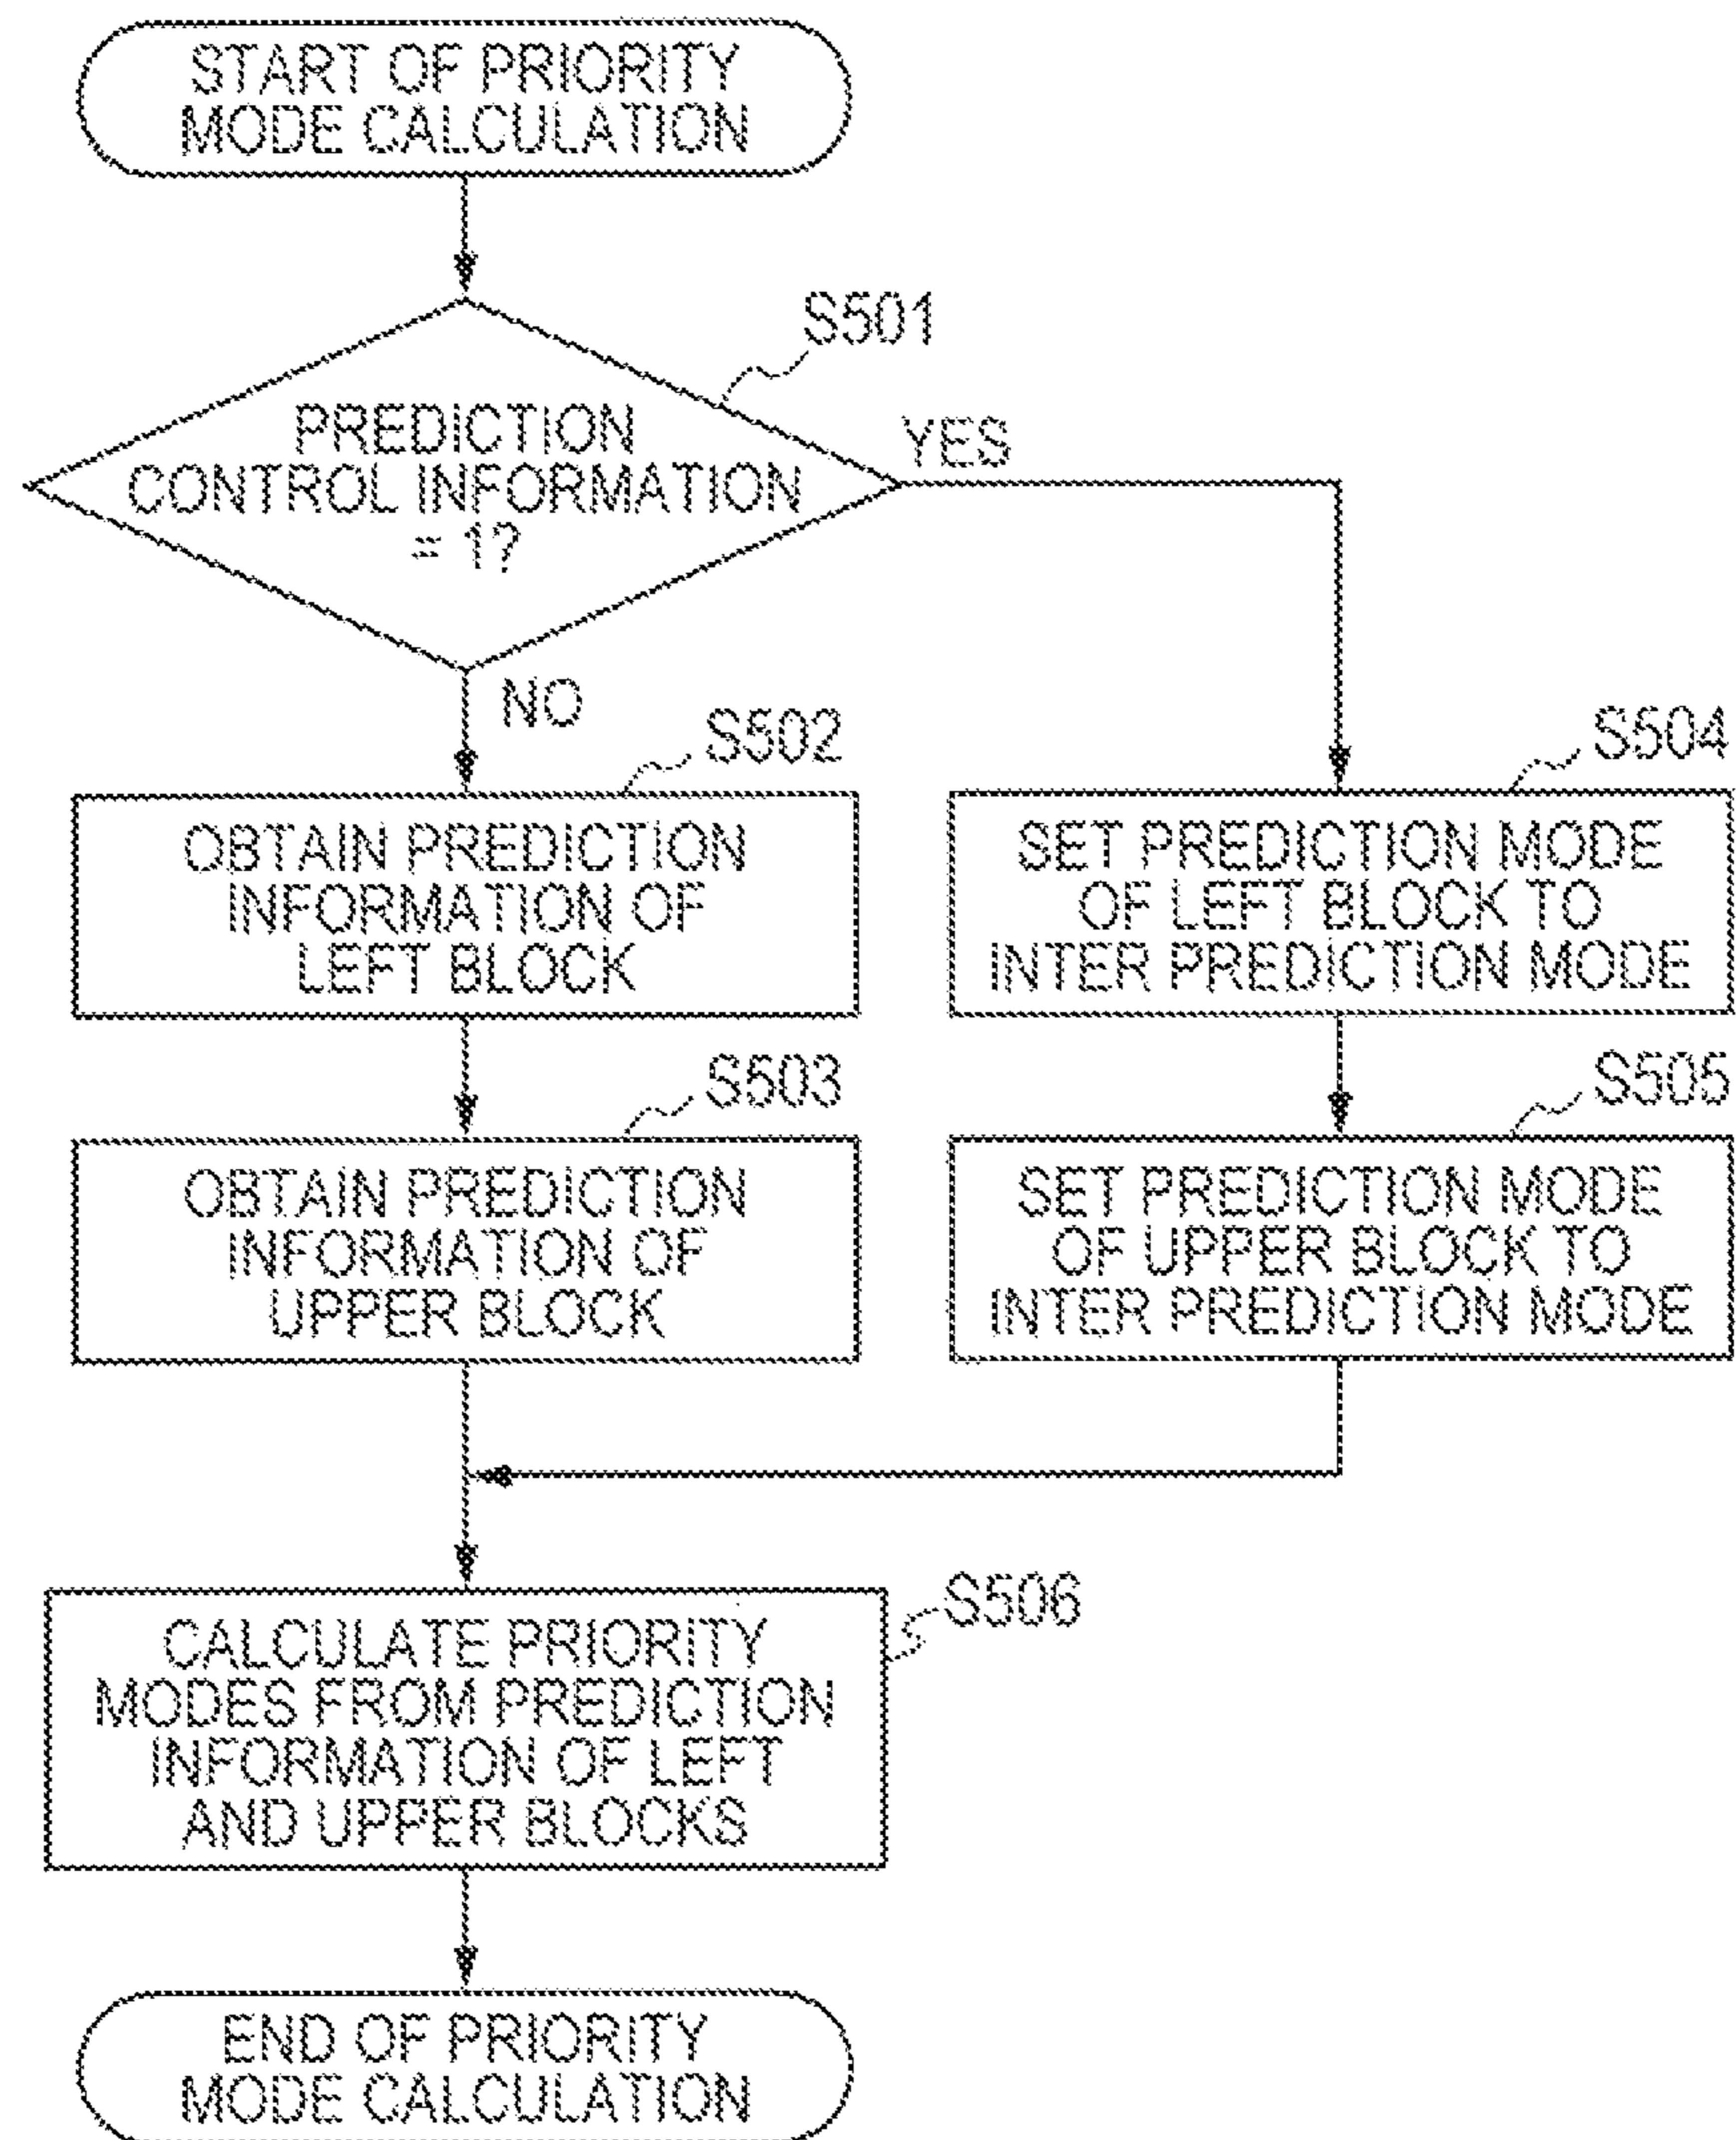 START OF PRIORITY
MODE CALCULATION
S501
PREDICTION
CONTROL INFORMATION
= 1?
YES
NO
S502
OBTAIN PREDICTION
INFORMATION OF
LEFT BLOCK
S504
SET PREDICTION MODE
OF LEFT BLOCK TO
INTER PREDICTION MODE
S503
OBTAIN PREDICTION
INFORMATION OF
UPPER BLOCK
S505
SET PREDICTION MODE
OF UPPER BLOCK TO
INTER PREDICTION MODE
S506
CALCULATE PRIORITY
MODES FROM PREDICTION
INFORMATION OF LEFT
AND UPPER BLOCKS
END OF PRIORITY
MODE CALCULATION